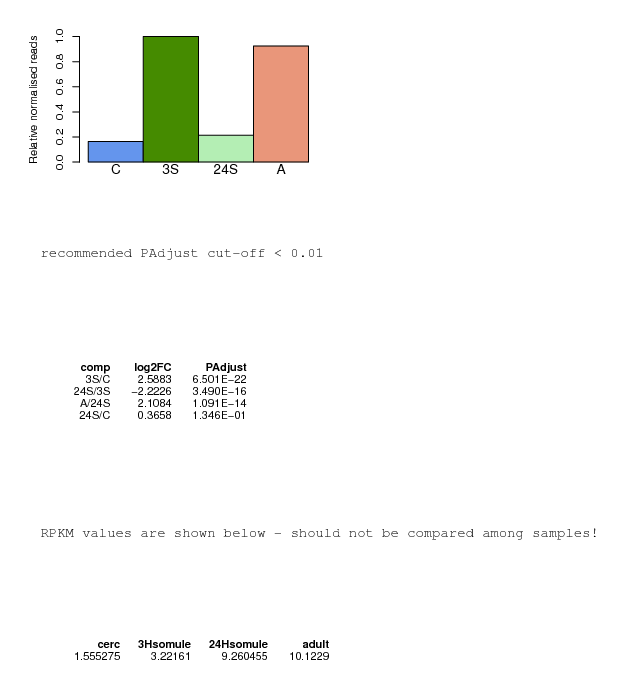 Relative normalised reads
1.0
0.8
0.6
0.4
0.2
0.0
C 3S 24S A
recommended PAdjust cut-off < 0.01
comp log2FC PAdjust
3S/C 2.5883 6.501E-22
24S/3S -2.2226 3.490E-16
A/24S 2.1084 1.091E-14
24S/C 0.3658 1.346E-01
RPKM values are shown below - should not be compared among samples!
cerc 3Hsomule 24Hsomule adult
1.555275 3.22161 9.260455 10.1229